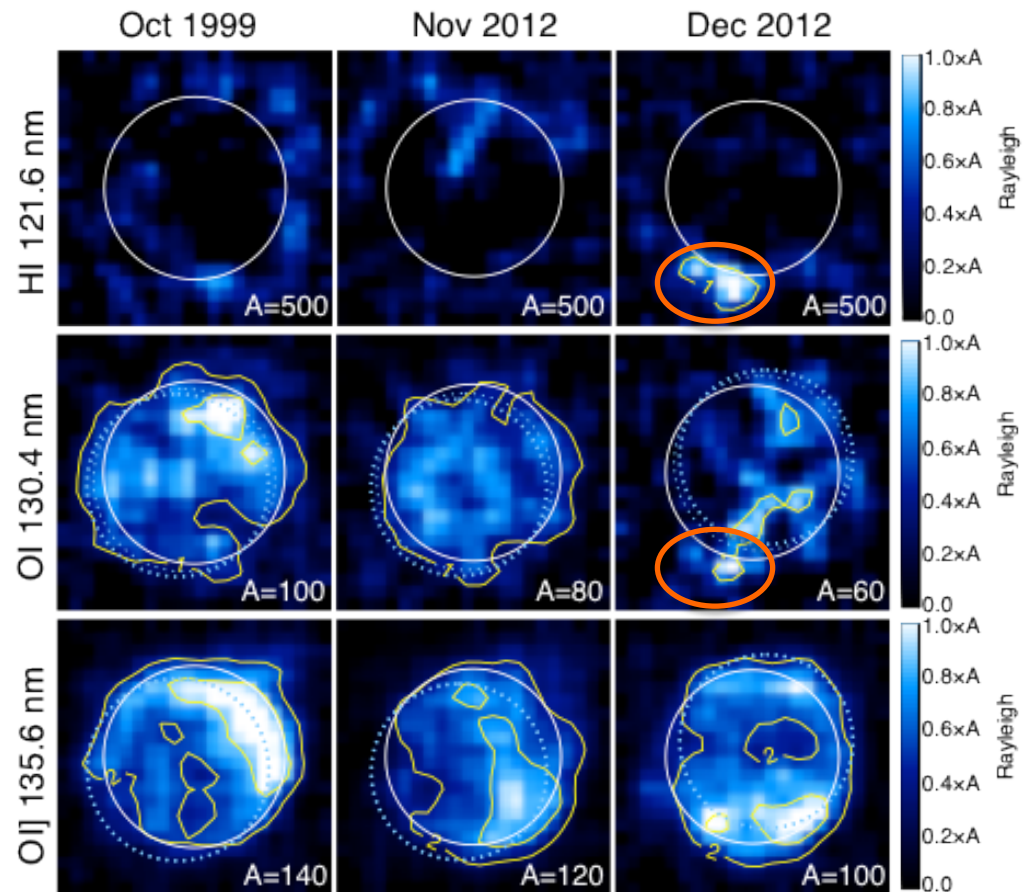 Oct 1999 Nov 2012 Dec 2012
HI 121.6 nm
A=500
A=500
1
A=500
1.0×A
0.8×A
0.6×A
0.4×A
0.2×A
0.0
Rayleigh
OI 130.4 nm
1
A=100
1
A=80
A=60
1.0×A
0.8×A
0.6×A
0.4×A
0.2×A
0.0
Rayleigh
OI] 135.6 nm
2
A=140
2
A=120
2
2
A=100
1.0×A
0.8×A
0.6×A
0.4×A
0.2×A
0.0
Rayleigh